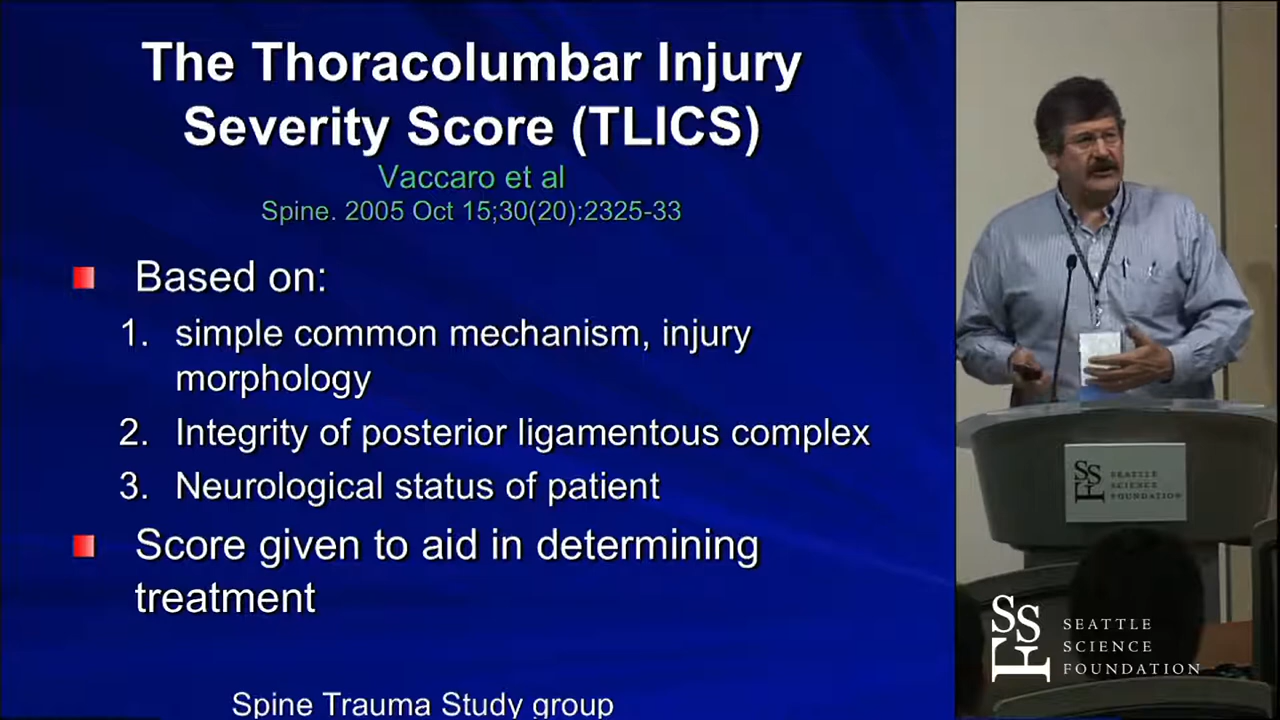 The Thoracolumbar Injury
Severity Score (TLICS)
Vaccaro et al
Spine. 2005 Oct 15;30(20):2325-33
Based on:
1. simple common mechanism, injury
morphology
2. Integrity of posterior ligamentous complex
3. Neurological status of patient
Score given to aid in determining
treatment
Spine Trauma Study group
SSF
SEATTLE
SCIENCE
FOUNDATION
SSF
SEATTLE
SCIENCE
FOUNDATION